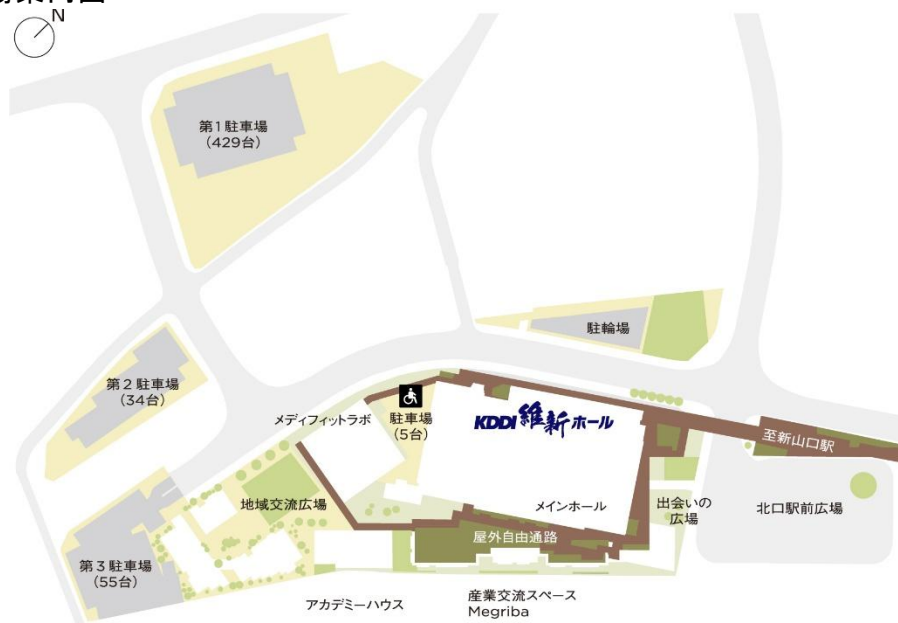 場案内図
N
第1駐車場
(429台)
駐輪場
第2駐車場
(34台)
メディフィットラボ
駐車場
(5台)
KDDI維新ホール
至新山口駅
地域交流広場
メインホール
出会いの
広場
北口駅前広場
屋外自由通路
第3駐車場
(55台)
アカデミーハウス
産業交流スペース
Megriba